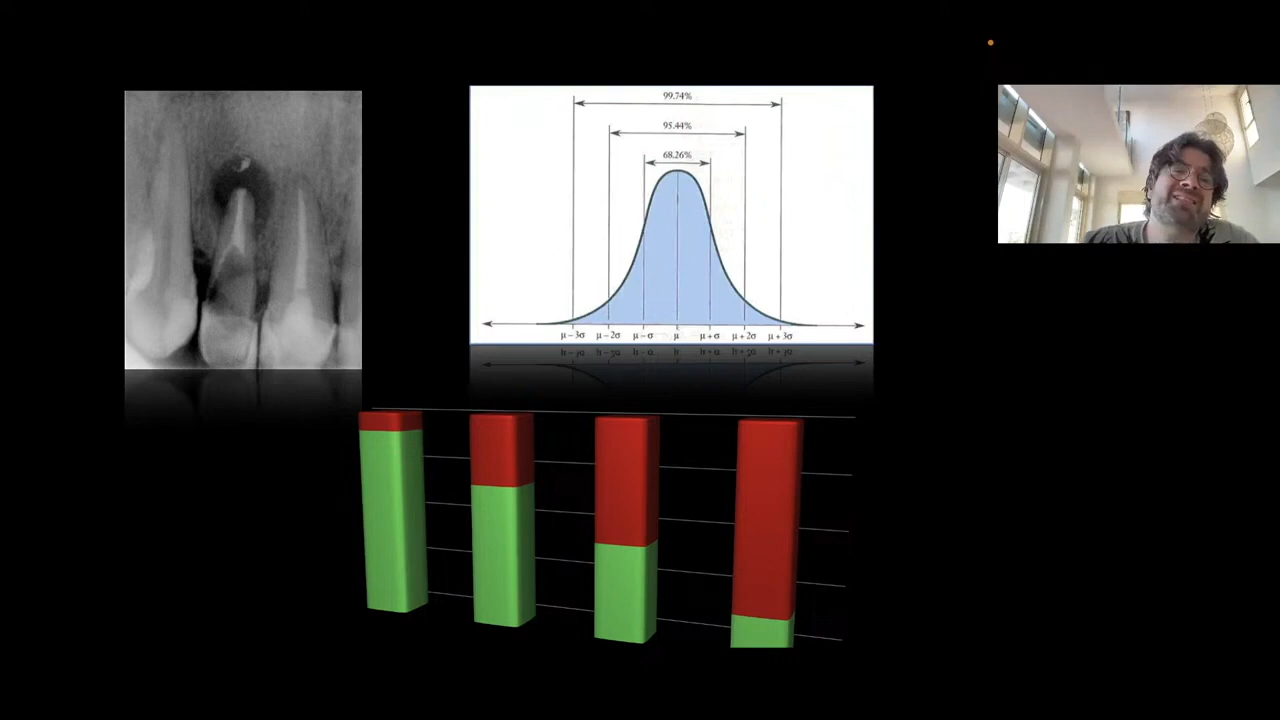 99.74%
95.44%
68.26%
μ − 3σ μ − 2σ μ − σ μ μ + σ μ + 2σ μ + 3σ